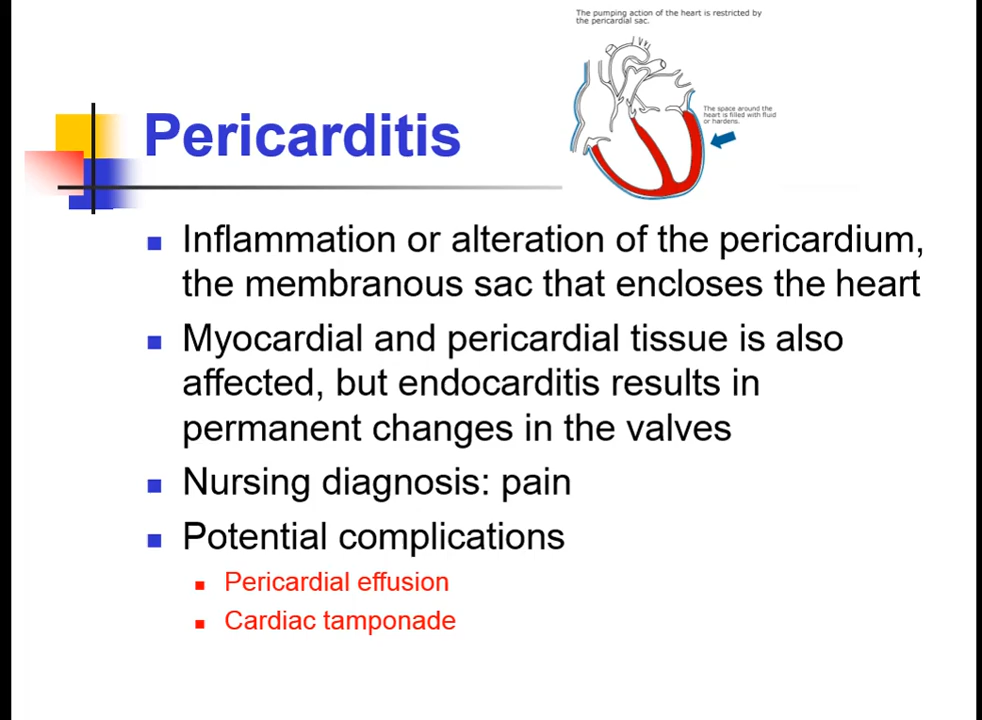 The pumping action of the heart is restricted by
the pericardial sac.
The space around the
heart is filled with fluid
or hardens.
Pericarditis
Inflammation or alteration of the pericardium,
the membranous sac that encloses the heart
Myocardial and pericardial tissue is also
affected, but endocarditis results in
permanent changes in the valves
Nursing diagnosis: pain
Potential complications
Pericardial effusion
Cardiac tamponade